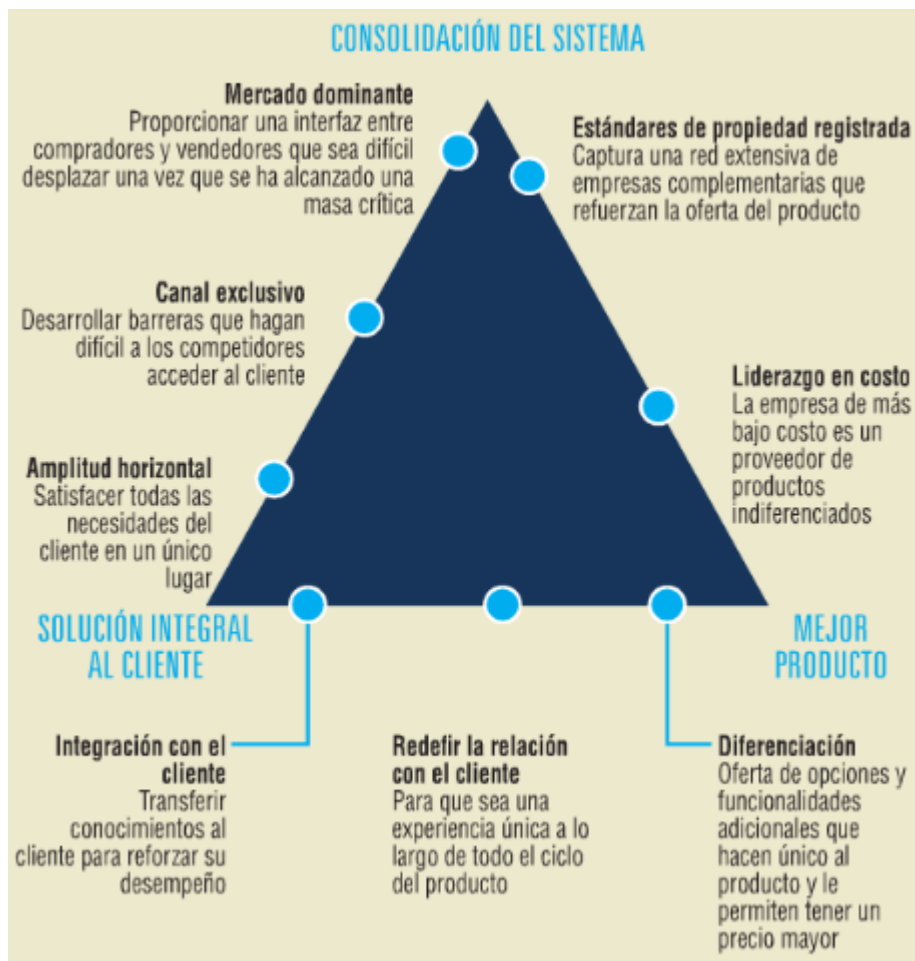 CONSOLIDACIÓN DEL SISTEMA
Mercado dominante
Proporcionar una interfaz entre
compradores y vendedores que sea difícil
desplazar una vez que se ha alcanzado una
masa crítica
Estándares de propiedad registrada
Captura una red extensiva de
empresas complementarias que
refuerzan la oferta del producto
Canal exclusivo
Desarrollar barreras que hagan
difícil a los competidores
acceder al cliente
Liderazgo en costo
La empresa de más
bajo costo es un
proveedor de
productos
indiferenciados
Amplitud horizontal
Satisfacer todas las
necesidades del
cliente en un único
lugar
SOLUCIÓN INTEGRAL
AL CLIENTE
MEJOR
PRODUCTO
Integración con el
cliente
Transferir
conocimientos al
cliente para reforzar su
desempeño
Redefir la relación
con el cliente
Para que sea una
experiencia única a lo
largo de todo el ciclo
del producto
Diferenciación
Oferta de opciones y
funcionalidades
adicionales que
hacen único al
producto y le
permiten tener un
precio mayor